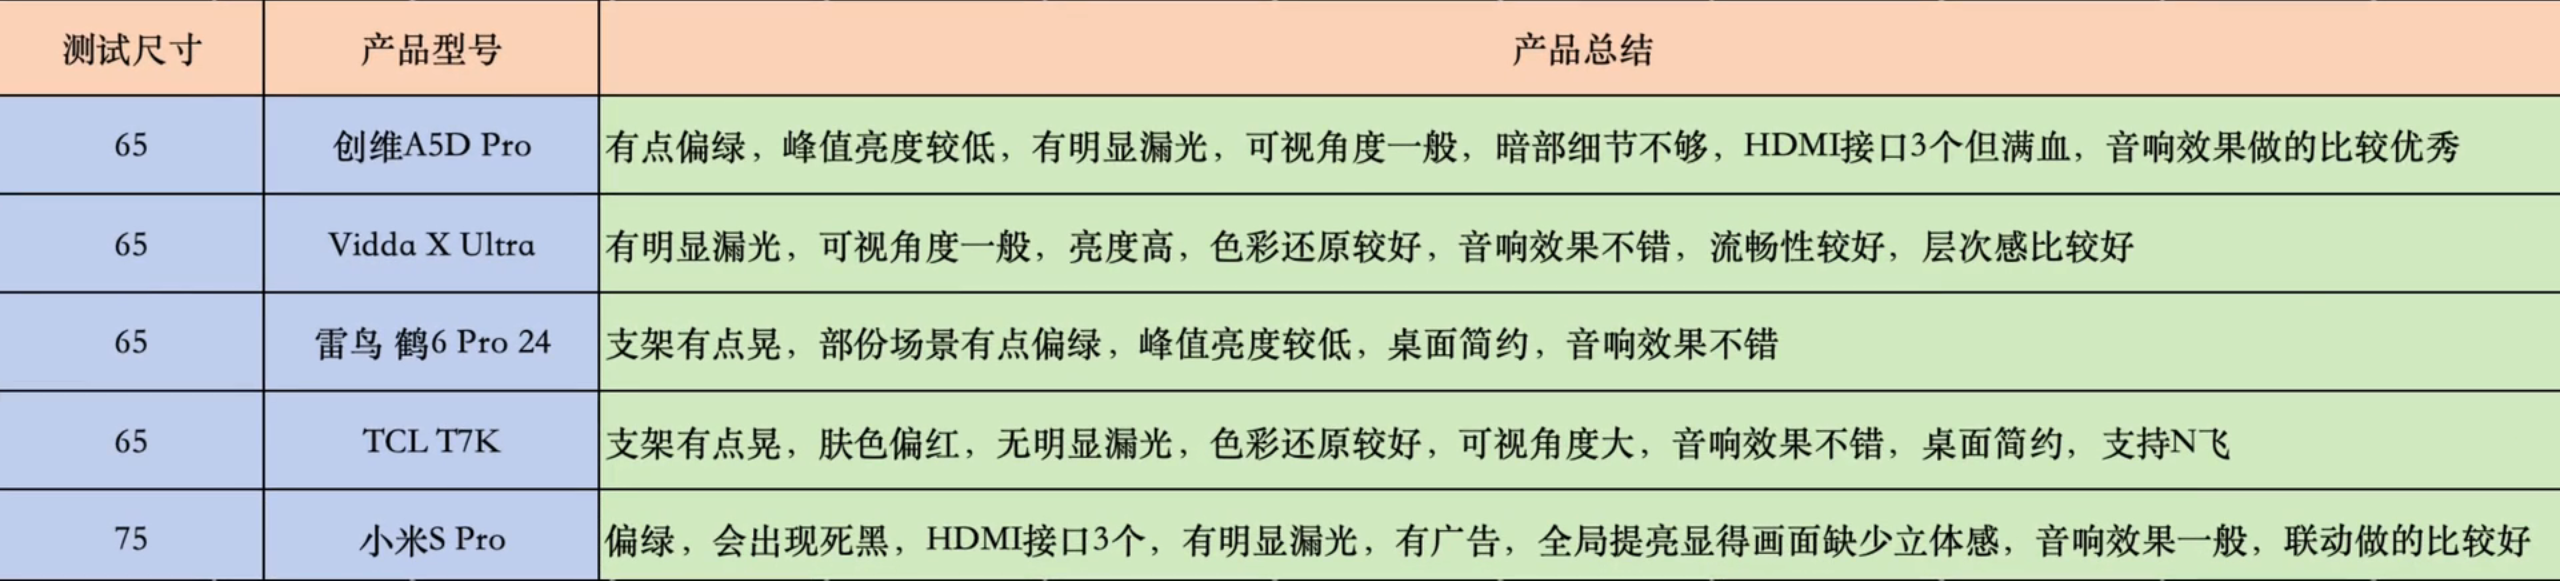 测试尺寸 产品型号 产品总结
65 创维A5D Pro 有点偏绿，峰值亮度较低，有明显漏光，可视角度一般，暗部细节不够，HDMI接口3个但满血，音响效果做的比较优秀
65 Vidda X Ultra 有明显漏光，可视角度一般，亮度高，色彩还原较好，音响效果不错，流畅性较好，层次感比较好
65 雷鸟 鹤6 Pro 24 支架有点晃，部份场景有点偏绿，峰值亮度较低，桌面简约，音响效果不错
65 TCL T7K 支架有点晃，肤色偏红，无明显漏光，色彩还原较好，可视角度大，音响效果不错，桌面简约，支持N飞
75 小米S Pro 偏绿，会出现死黑，HDMI接口3个，有明显漏光，有广告，全局提亮显得画面缺少立体感，音响效果一般，联动做的比较好